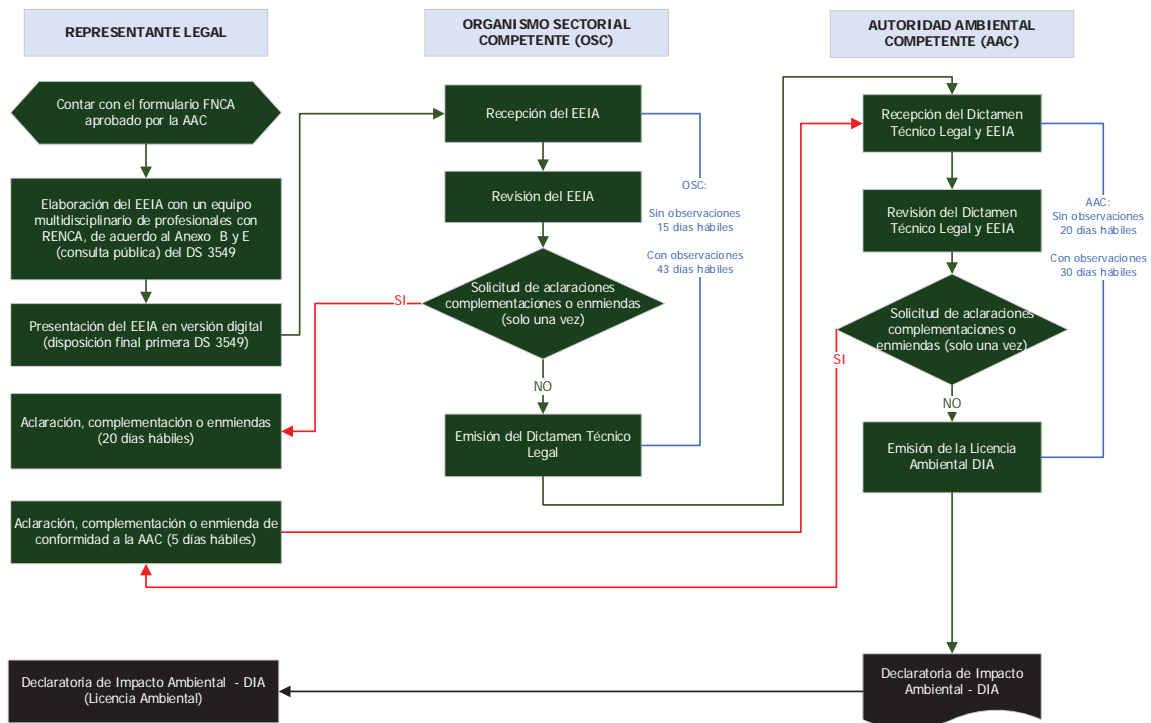 REPRESENTANTE LEGAL
ORGANISMO SECTORIAL
COMPETENTE (OSC)
AUTORIDAD AMBIENTAL
COMPETENTE (AAC)
Contar con el formulario FNCA
aprobado por la AAC
Elaboración del EEIA con un equipo
multidisciplinario de profesionales con
RENCA, de acuerdo al Anexo B y E
(consulta pública) del DS 3549
Presentación del EEIA en versión digital
(disposición final primera DS 3549)
Aclaración, complementación o enmiendas
(20 días hábiles)
Aclaración, complementación o enmienda de
conformidad a la AAC (5 días hábiles)
Declaratoria de Impacto Ambiental - DIA
(Licencia Ambiental)
Recepción del EEIA
Revisión del EEIA
OSC:
Sin observaciones
15 días hábiles
Con observaciones
43 días hábiles
Solicitud de aclaraciones
complementaciones o enmiendas
(solo una vez)
SI
NO
Emisión del Dictamen Técnico
Legal
Recepción del Dictamen
Técnico Legal y EEIA
Revisión del Dictamen
Técnico Legal y EEIA
AAC:
Sin observaciones
20 días hábiles
Con observaciones
30 días hábiles
Solicitud de aclaraciones
complementaciones o
enmiendas (solo una vez)
SI
NO
Emisión de la Licencia
Ambiental DIA
Declaratoria de Impacto
Ambiental - DIA